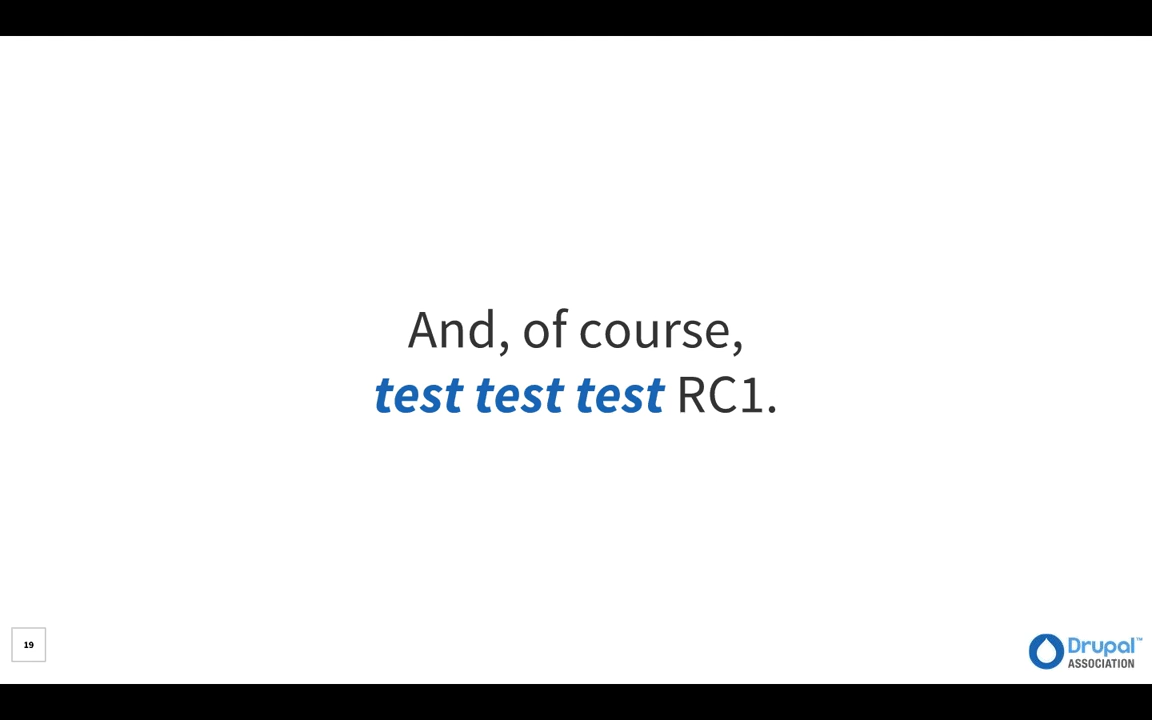 And, of course,
test test test RC1.
19
Drupal™
ASSOCIATION